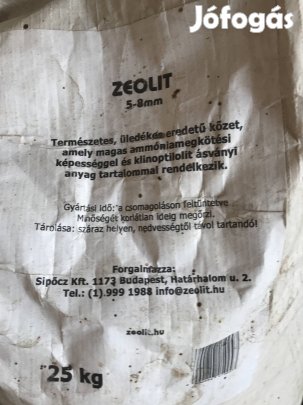 Jófogás
ZEOLIT
5-8mm
Természetes, üledékes eredetű kőzet,
amely magas ammóniamegkötési
képességgel és klinoptilolit ásványi
anyag tartalommal rendelkezik.
Gyártási idő: a csomagoláson feltüntetve
Minőségét korlátlan ideig megőrzi.
Tárolása: száraz helyen, nedvességtől távol tartandó!
Forgalmazza:
Sipőcz Kft. 1173 Budapest, Határhalom u. 2.
Tel.: (1) 999 1988 info@zeolit.hu
zeolit.hu
25 kg